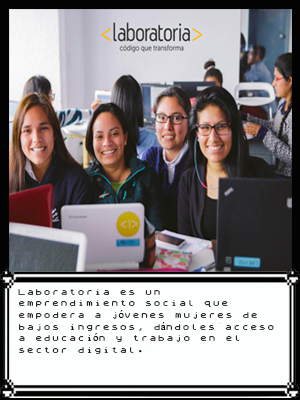 <laboratoria>
código que transforma
Laboratoria es un
emprendimiento social que
empodera a jóvenes mujeres de
bajos ingresos, dándoles acceso
a educación y trabajo en el
sector digital.